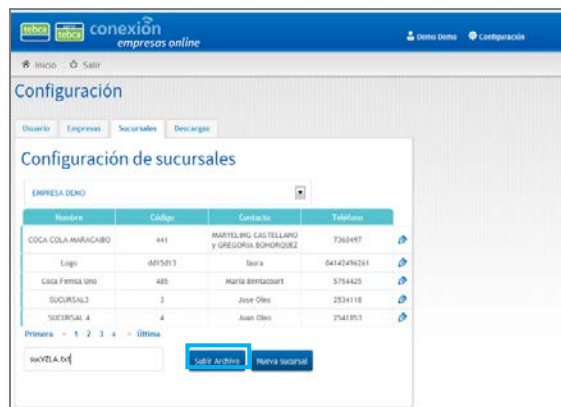 tebca tebca conexión
empresas online
Demo Demo Configuración
Inicio Salir
Configuración
Usuario Empresas Sucursales Descargas
Configuración de sucursales
EMPRESA DEMO
Nombre Código Contacto Teléfono
COCA COLA MARACAIBO 441 MARYELING CASTELLANO y GREGORIA BOHORQUEZ 7360497
Logo dd15d13 laura 04142496261
Coca Femsa Uno 485 María Bentacourt 5754425
SUCURSAL3 3 Jose Oleo 2534118
SUCURSAL 4 4 Juan Oleo 2541853
Primera « 1 2 3 4 » Última
sucVZLA.txt Subir Archivo Nueva sucursal